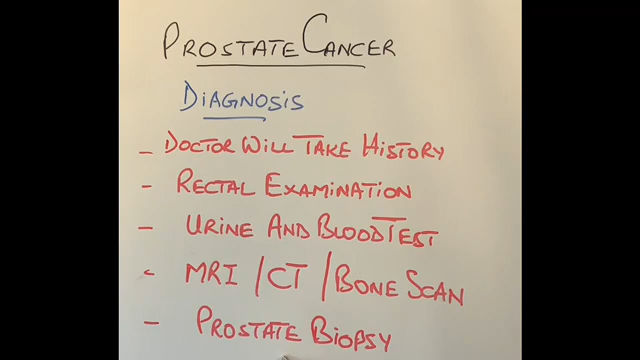 PROSTATE CANCER
DIAGNOSIS
- DOCTOR WILL TAKE HISTORY
- RECTAL EXAMINATION
- URINE AND BLOOD TEST
- MRI / CT / BONE SCAN
- PROSTATE BIOPSY